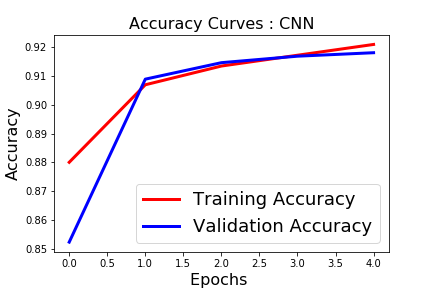 Accuracy Curves : CNN
Accuracy
0.92
0.91
0.90
0.89
0.88
0.87
0.86
0.85
Training Accuracy
Validation Accuracy
0.0 0.5 1.0 1.5 2.0 2.5 3.0 3.5 4.0
Epochs